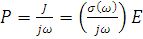 P = J/jω = (σ(ω)/jω) E